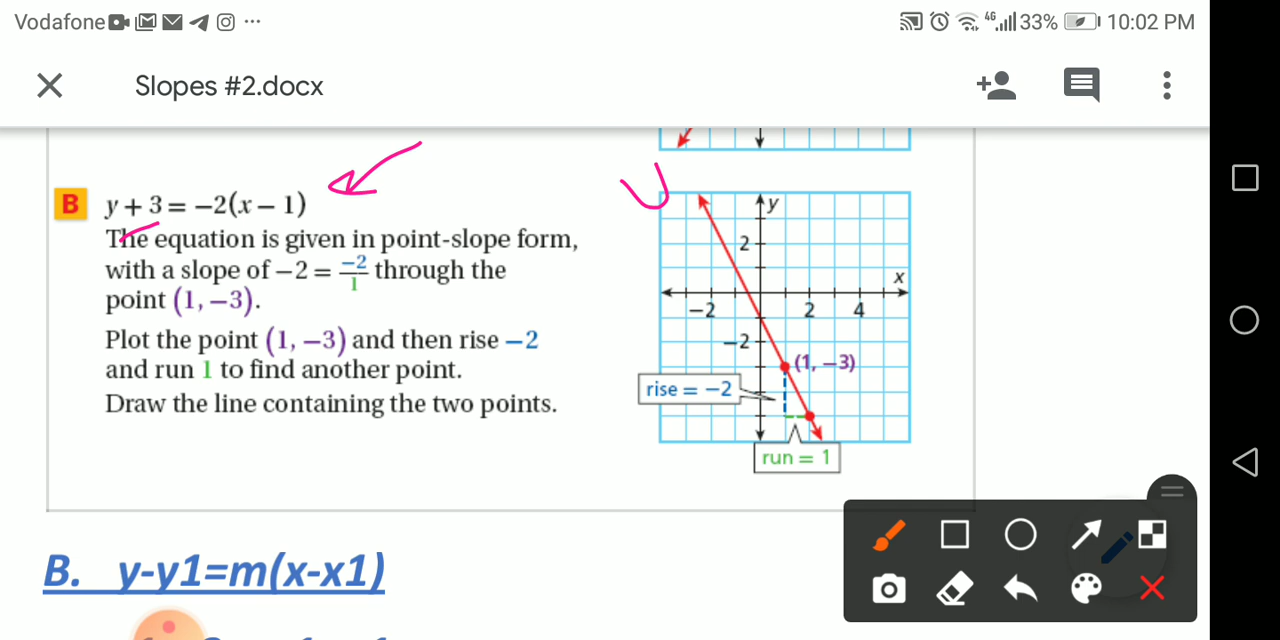 Vodafone ... 4G 33% 10:02 PM
Slopes #2.docx
B y + 3 = −2(x − 1)
The equation is given in point-slope form,
with a slope of −2 = −2/1 through the
point (1, −3).
Plot the point (1, −3) and then rise −2
and run 1 to find another point.
Draw the line containing the two points.
y
2
x
−2 2 4
−2
(1, −3)
rise = −2
run = 1
B. y-y1=m(x-x1)